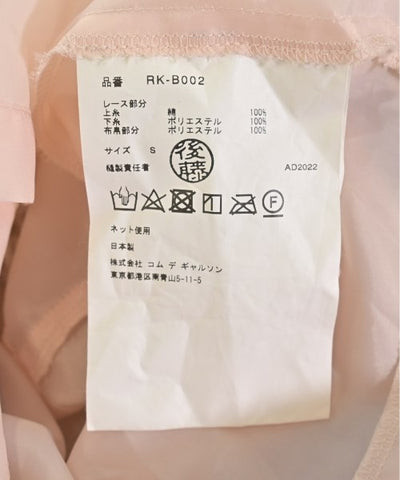 品番 RK-B002
レース部分
上糸 綿 100%
下糸 ポリエステル 100%
布帛部分 ポリエステル 100%
サイズ S
後藤
縫製責任者 AD2022
F
ネット使用
日本製
株式会社 コム デ ギャルソン
東京都港区南青山5-11-5